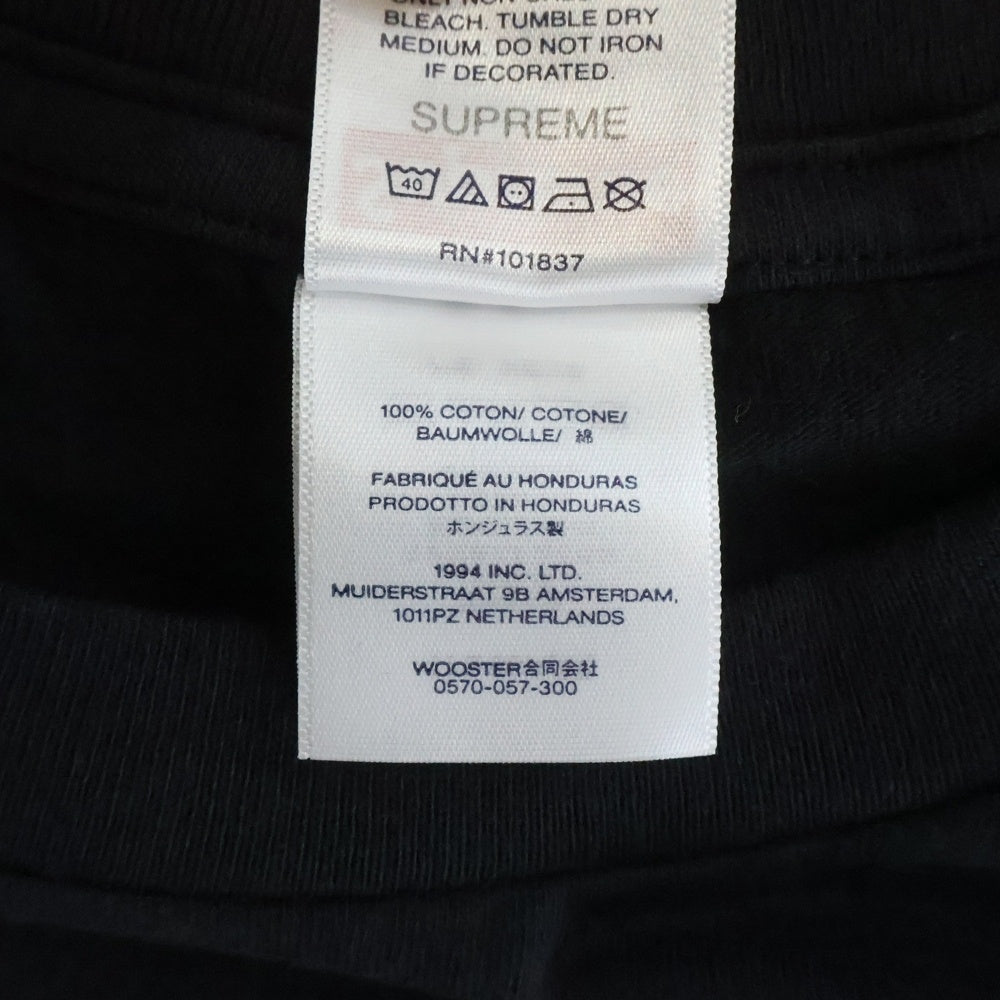 BLEACH. TUMBLE DRY
MEDIUM. DO NOT IRON
IF DECORATED.
SUPREME
40
RN#101837
100% COTON/ COTONE/
BAUMWOLLE/ 綿
FABRIQUÉ AU HONDURAS
PRODOTTO IN HONDURAS
ホンジュラス製
1994 INC. LTD.
MUIDERSTRAAT 9B AMSTERDAM,
1011PZ NETHERLANDS
WOOSTER合同会社
0570-057-300